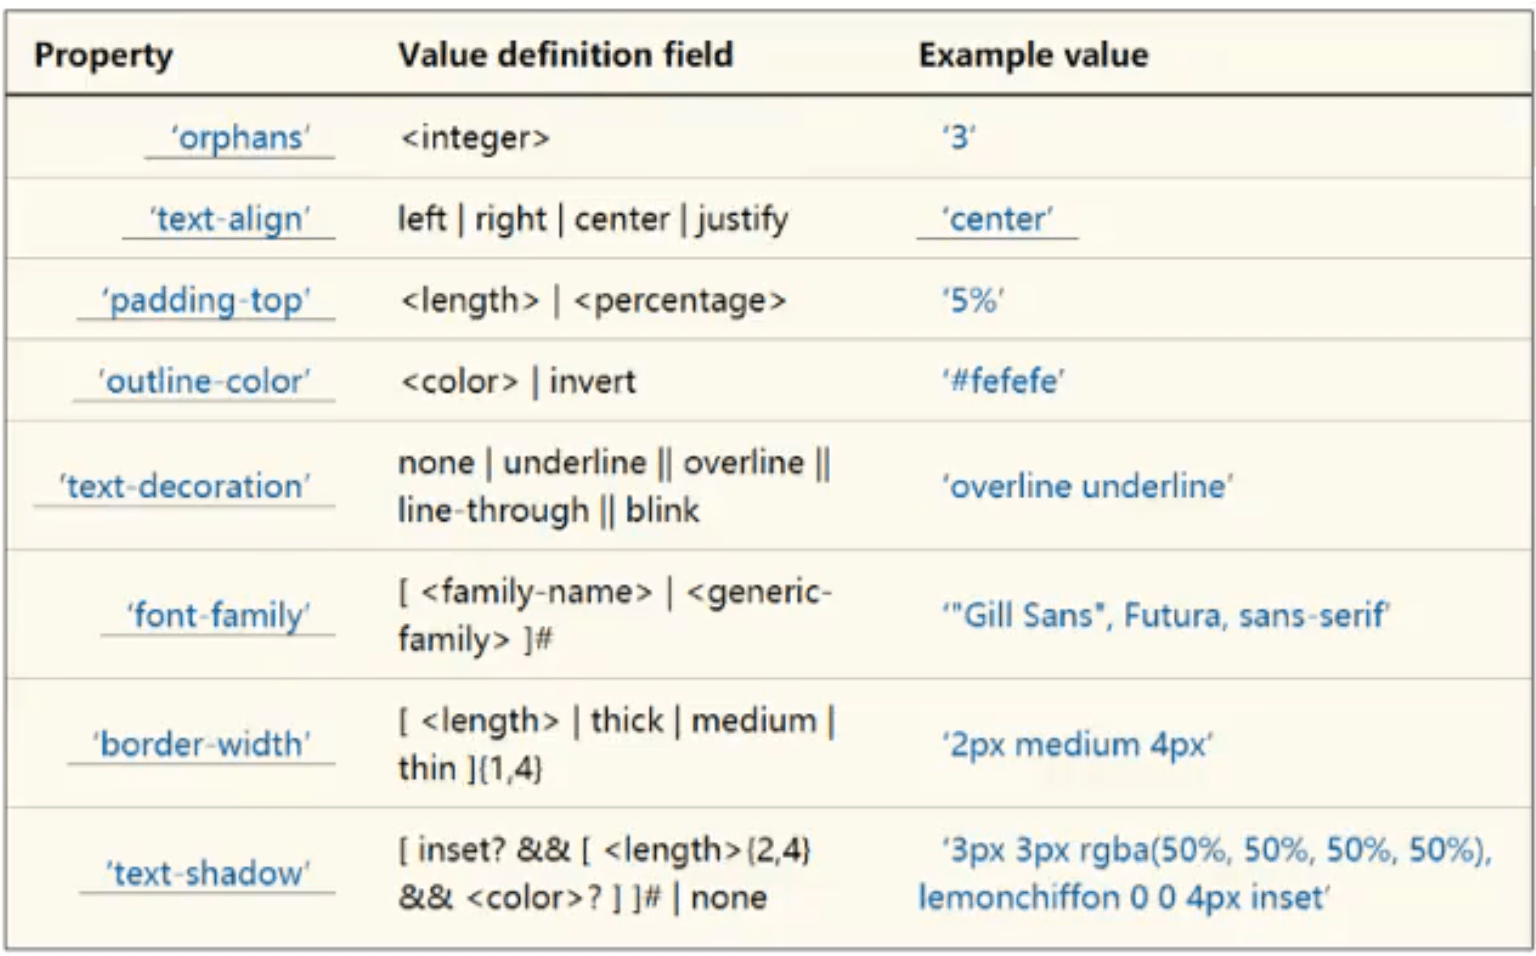 Property Value definition field Example value
‘orphans’ <integer> ‘3’
‘text-align’ left | right | center | justify ‘center’
‘padding-top’ <length> | <percentage> ‘5%’
‘outline-color’ <color> | invert ‘#fefefe’
‘text-decoration’ none | underline || overline || ‘overline underline’
line-through || blink
‘font-family’ [ <family-name> | <generic- ‘"Gill Sans", Futura, sans-serif’
family> ]#
‘border-width’ [ <length> | thick | medium | ‘2px medium 4px’
thin ]{1,4}
‘text-shadow’ [ inset? && [ <length>{2,4} ‘3px 3px rgba(50%, 50%, 50%, 50%),
&& <color>? ] ]# | none lemonchiffon 0 0 4px inset’